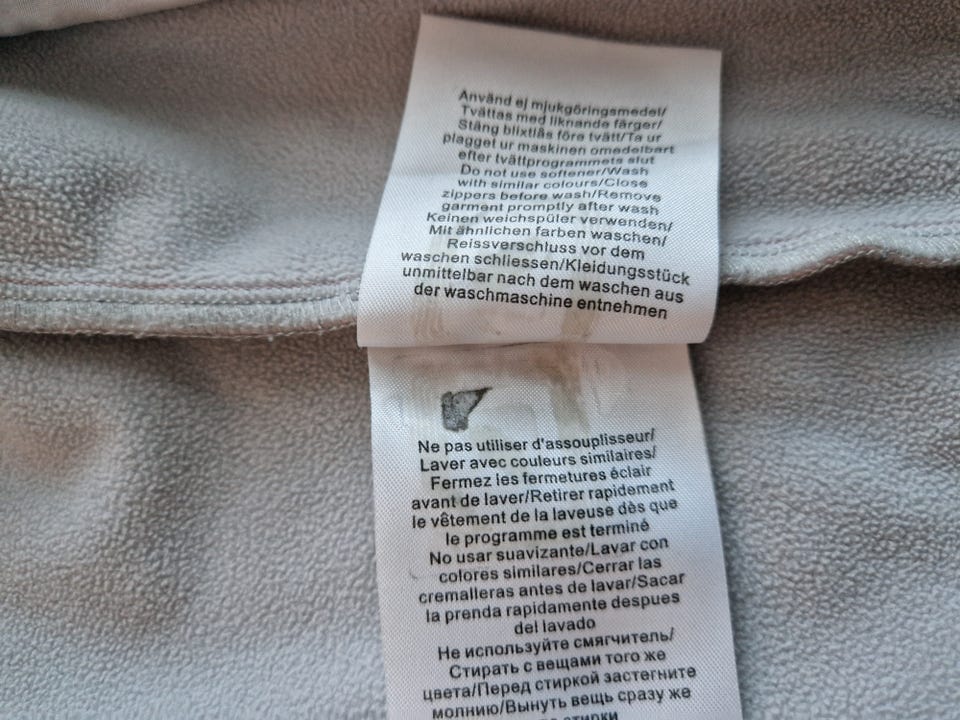 Använd ej mjukgöringsmedel/
Tvättas med liknande färger/
Stäng blixtlås före tvätt/Ta ur
plagget ur maskinen omedelbart
efter tvättprogrammets slut
Do not use softener/Wash
with similar colours/Close
zippers before wash/Remove
garment promptly after wash
Keinen weichspüler verwenden/
Mit ähnlichen farben waschen/
Reissverschluss vor dem
waschen schliessen/Kleidungsstück
unmittelbar nach dem waschen aus
der waschmaschine entnehmen
Ne pas utiliser d'assouplisseur/
Laver avec couleurs similaires/
Fermez les fermetures éclair
avant de laver/Retirer rapidement
le vêtement de la laveuse dès que
le programme est terminé
No usar suavizante/Lavar con
colores similares/Cerrar las
cremalleras antes de lavar/Sacar
la prenda rapidamente despues
del lavado
Не используйте смягчитель/
Стирать с вещами того же
цвета/Перед стиркой застегните
молнию/Вынуть вещь сразу же
стирки